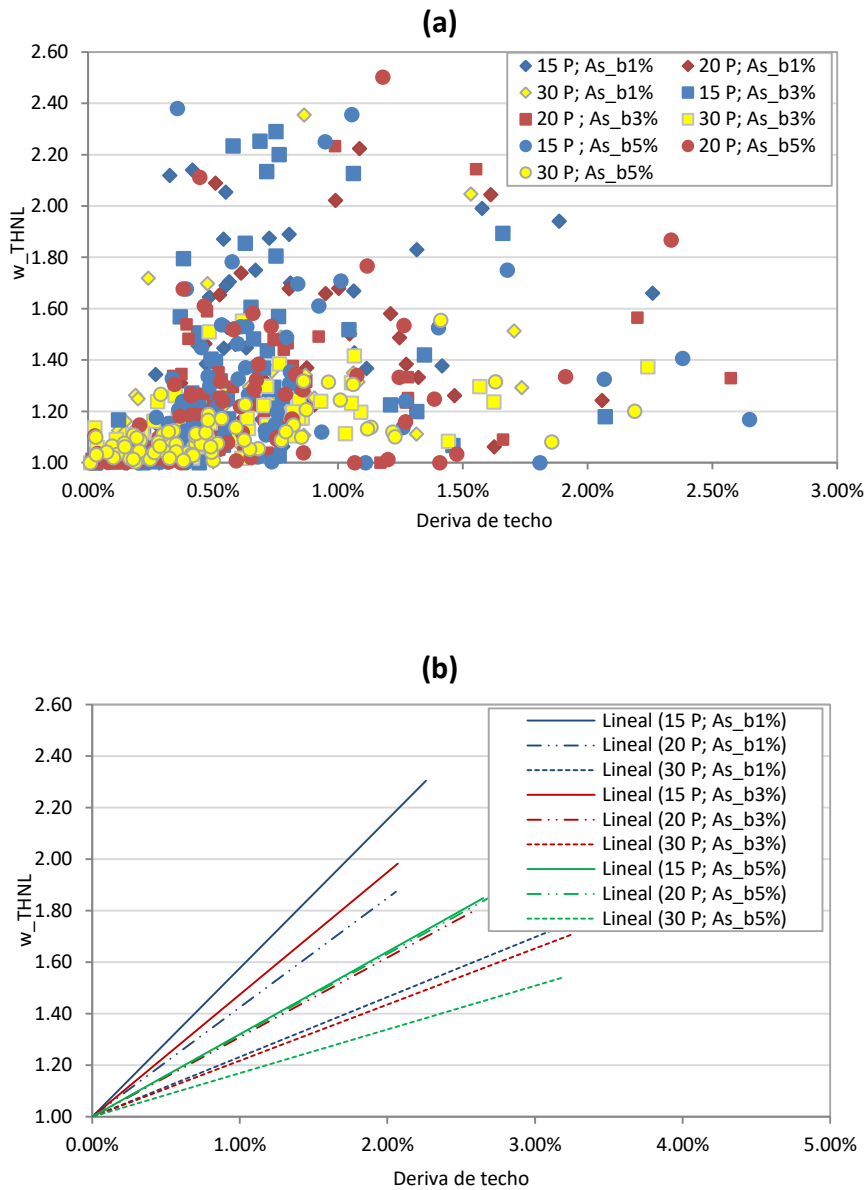 (a)
2.60
2.40
2.20
2.00
1.80
1.60
1.40
1.20
1.00
w_THNL
15 P; As_b1%
20 P; As_b1%
30 P; As_b1%
15 P; As_b3%
20 P ; As_b3%
30 P; As_b3%
15 P; As_b5%
20 P; As_b5%
30 P; As_b5%
0.00% 0.50% 1.00% 1.50% 2.00% 2.50% 3.00%
Deriva de techo
(b)
2.60
2.40
2.20
2.00
1.80
1.60
1.40
1.20
1.00
w_THNL
Lineal (15 P; As_b1%)
Lineal (20 P; As_b1%)
Lineal (30 P; As_b1%)
Lineal (15 P; As_b3%)
Lineal (20 P ; As_b3%)
Lineal (30 P; As_b3%)
Lineal (15 P; As_b5%)
Lineal (20 P; As_b5%)
Lineal (30 P; As_b5%)
0.00% 1.00% 2.00% 3.00% 4.00% 5.00%
Deriva de techo